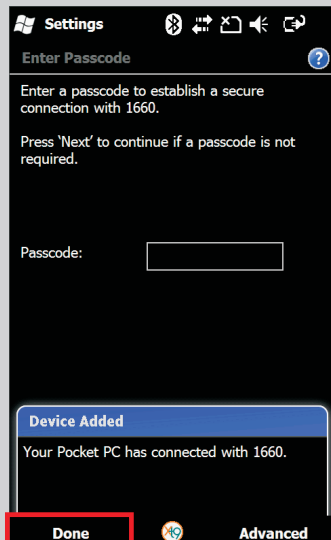 Settings
Enter Passcode
Enter a passcode to establish a secure
connection with 1660.
Press 'Next' to continue if a passcode is not
required.
Passcode:
Device Added
Your Pocket PC has connected with 1660.
Done
Advanced